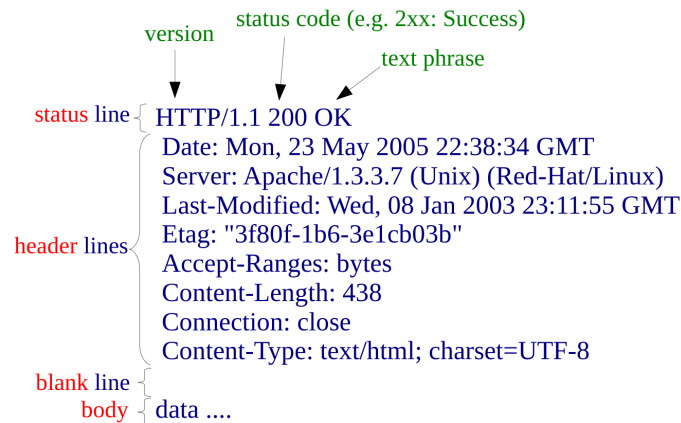 status code (e.g. 2xx: Success)
version
text phrase
status line
HTTP/1.1 200 OK
Date: Mon, 23 May 2005 22:38:34 GMT
Server: Apache/1.3.3.7 (Unix) (Red-Hat/Linux)
Last-Modified: Wed, 08 Jan 2003 23:11:55 GMT
Etag: "3f80f-1b6-3e1cb03b"
header lines
Accept-Ranges: bytes
Content-Length: 438
Connection: close
Content-Type: text/html; charset=UTF-8
blank line
body
data ....